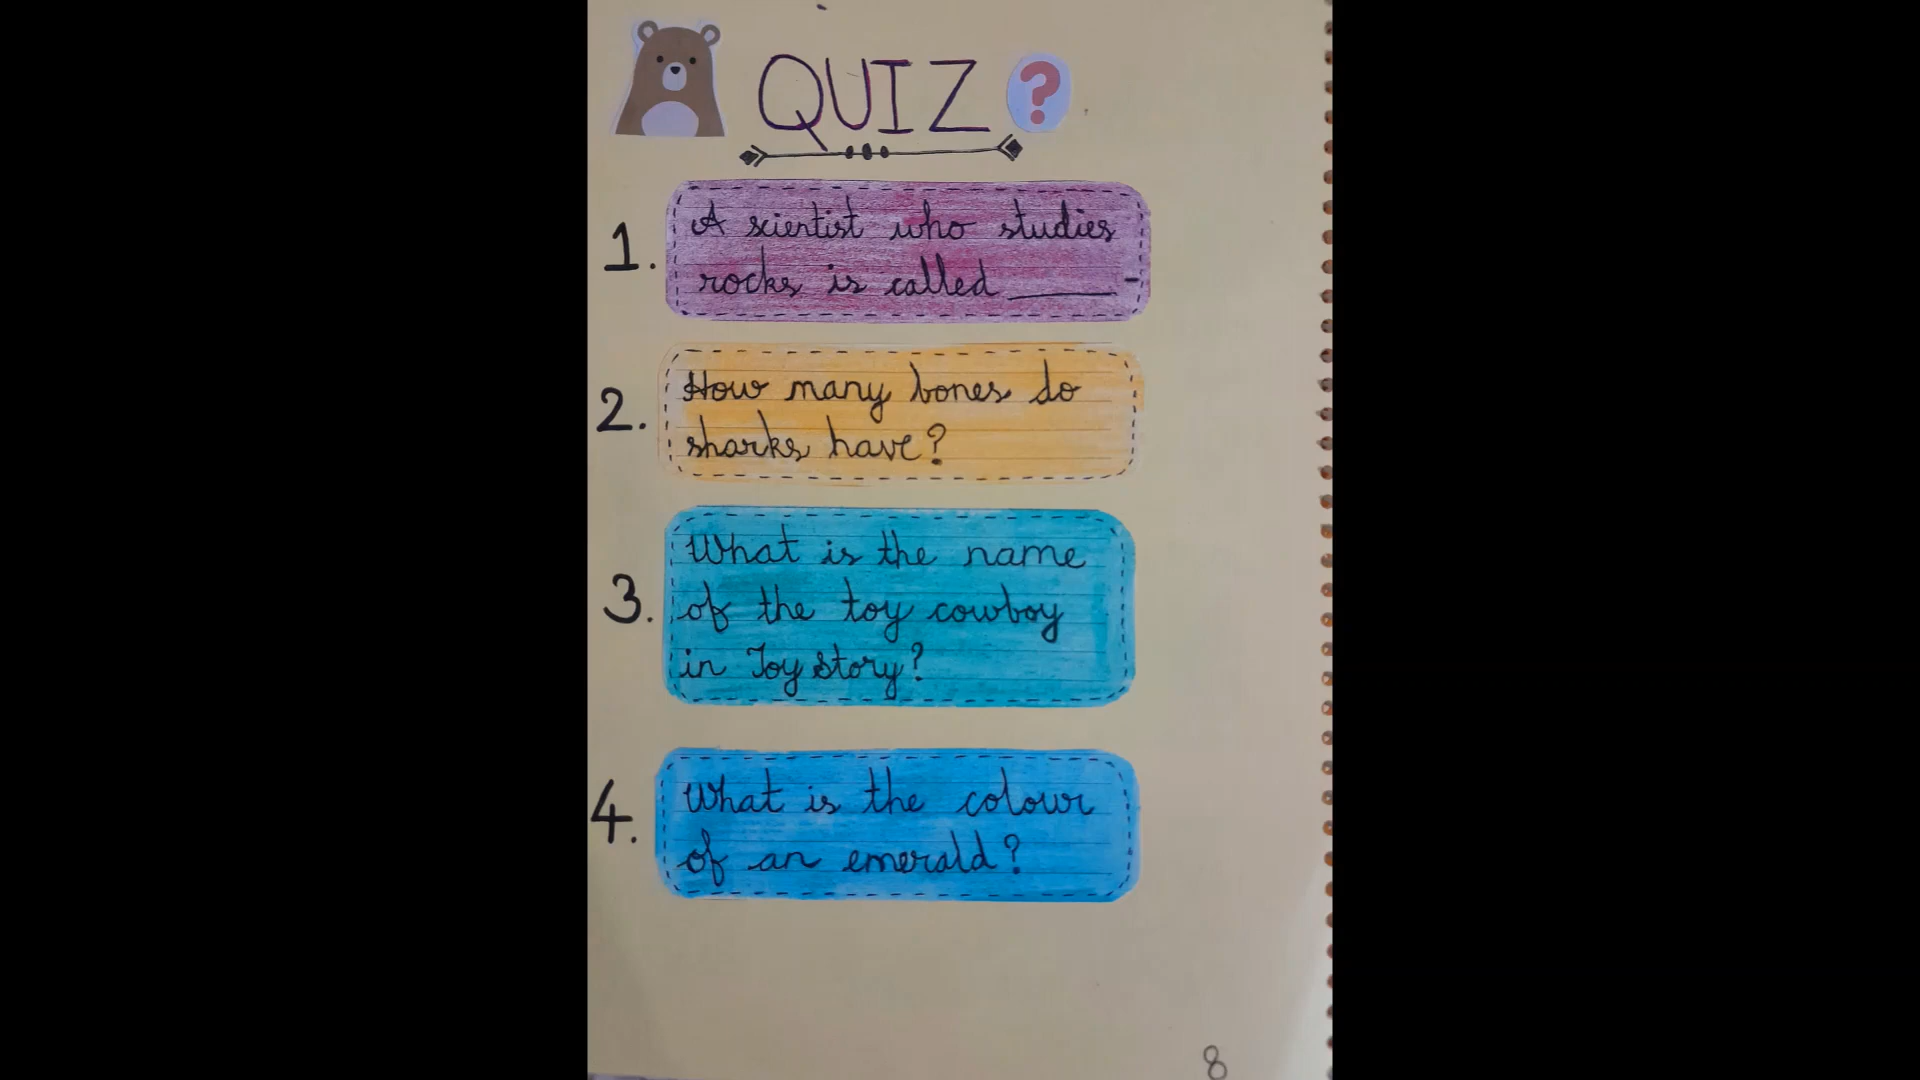 QUIZ ?
1. A scientist who studies
rocks is called ______ -
2. How many bones do
sharks have?
3. What is the name
of the toy cowboy
in Toy Story?
4. What is the colour
of an emerald?
8